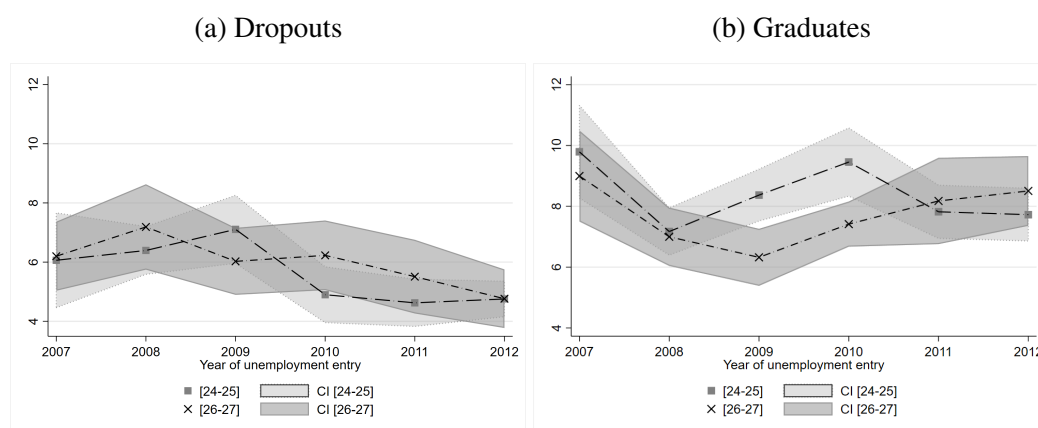 (a) Dropouts
12
10
8
6
4
2007 2008 2009 2010 2011 2012
Year of unemployment entry
[24-25] CI [24-25]
[26-27] CI [26-27]
(b) Graduates
12
10
8
6
4
2007 2008 2009 2010 2011 2012
Year of unemployment entry
[24-25] CI [24-25]
[26-27] CI [26-27]